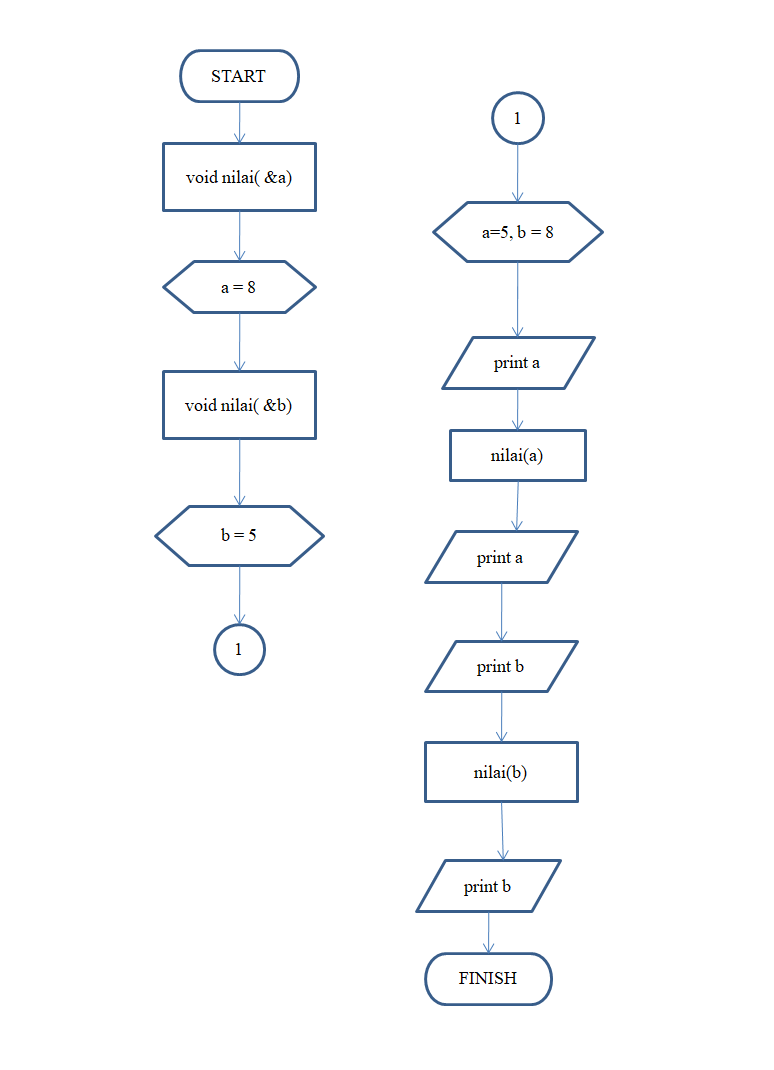 START
void nilai( &a)
a = 8
void nilai( &b)
b = 5
1
1
a=5, b = 8
print a
nilai(a)
print a
print b
nilai(b)
print b
FINISH